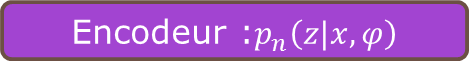 Encodeur :pₙ(z|x, φ)